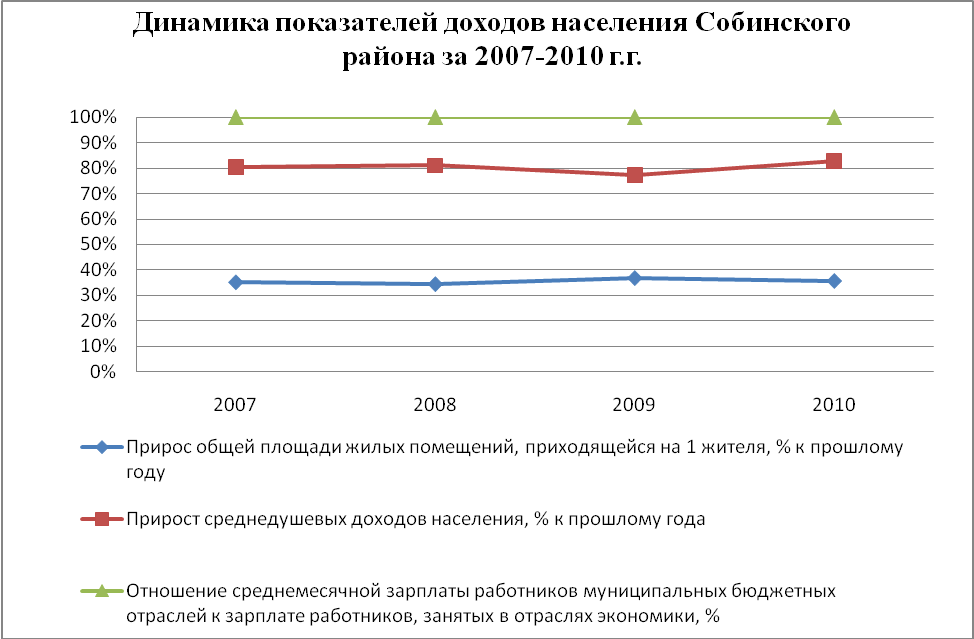 Динамика показателей доходов населения Собинского
района за 2007-2010 г.г.
100%
90%
80%
70%
60%
50%
40%
30%
20%
10%
0%
2007 2008 2009 2010
Прирос общей площади жилых помещений, приходящейся на 1 жителя, % к прошлому
году
Прирост среднедушевых доходов населения, % к прошлому года
Отношение среднемесячной зарплаты работников муниципальных бюджетных
отраслей к зарплате работников, занятых в отраслях экономики, %